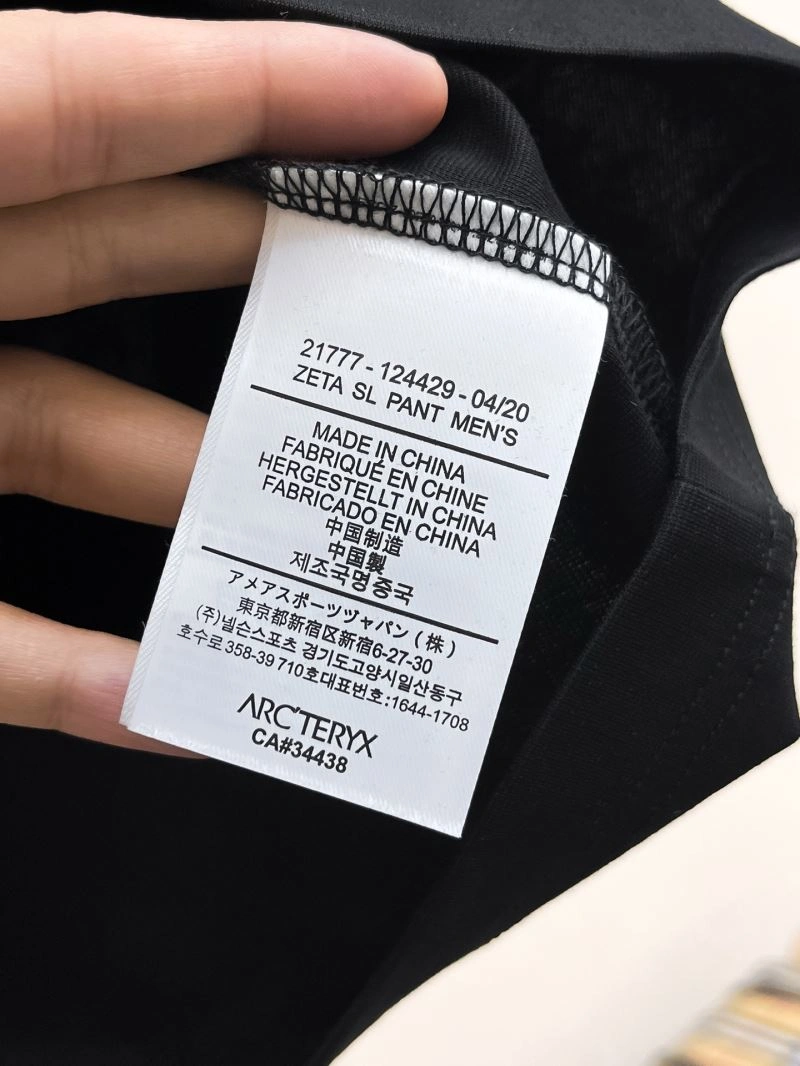 21777 - 124429 - 04/20
ZETA SL PANT MEN'S
MADE IN CHINA
FABRIQUÉ EN CHINE
HERGESTELLT IN CHINA
FABRICADO EN CHINA
中国制造
中国製
제조국명 중국
アメアスポーツヅャパン(株)
東京都新宿区新宿6-27-30
(주)넬슨스포츠 경기도고양시일산동구
호수로 358-39 710호대표번호:1644-1708
ARC'TERYX
CA#34438